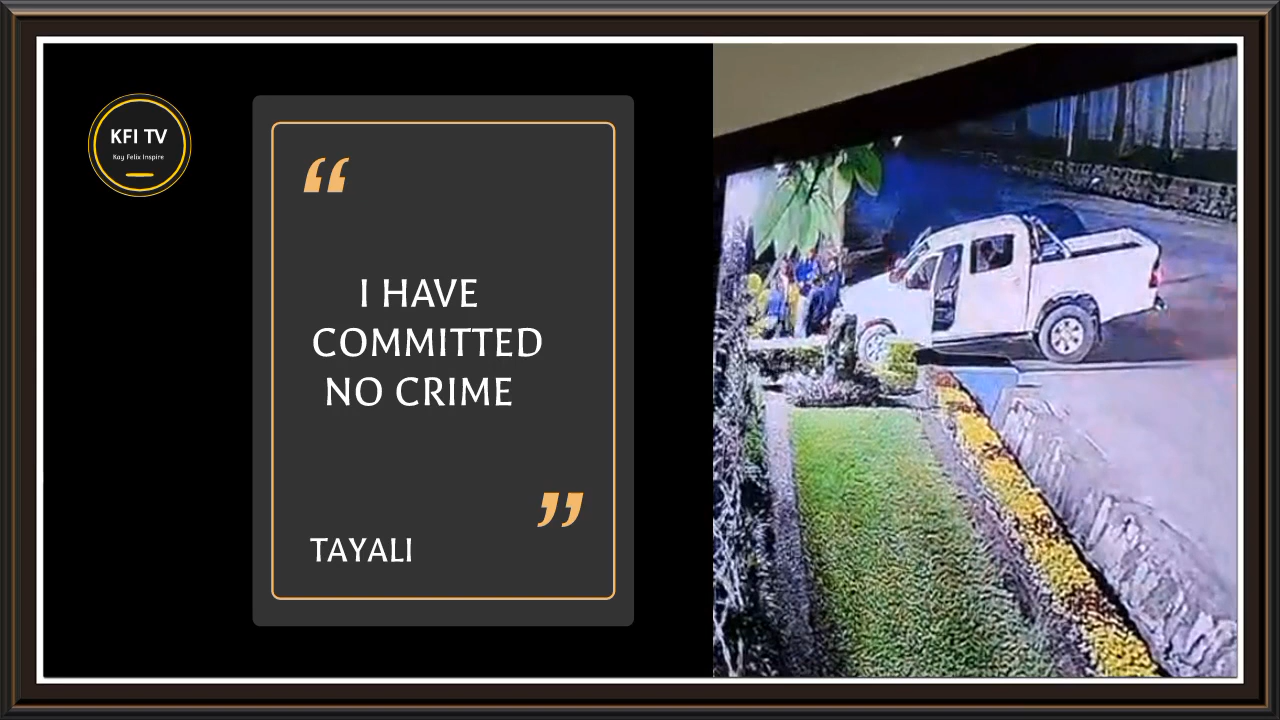 KFI TV
Kay Felix Inspire
“
I HAVE
COMMITTED
NO CRIME
”
TAYALI